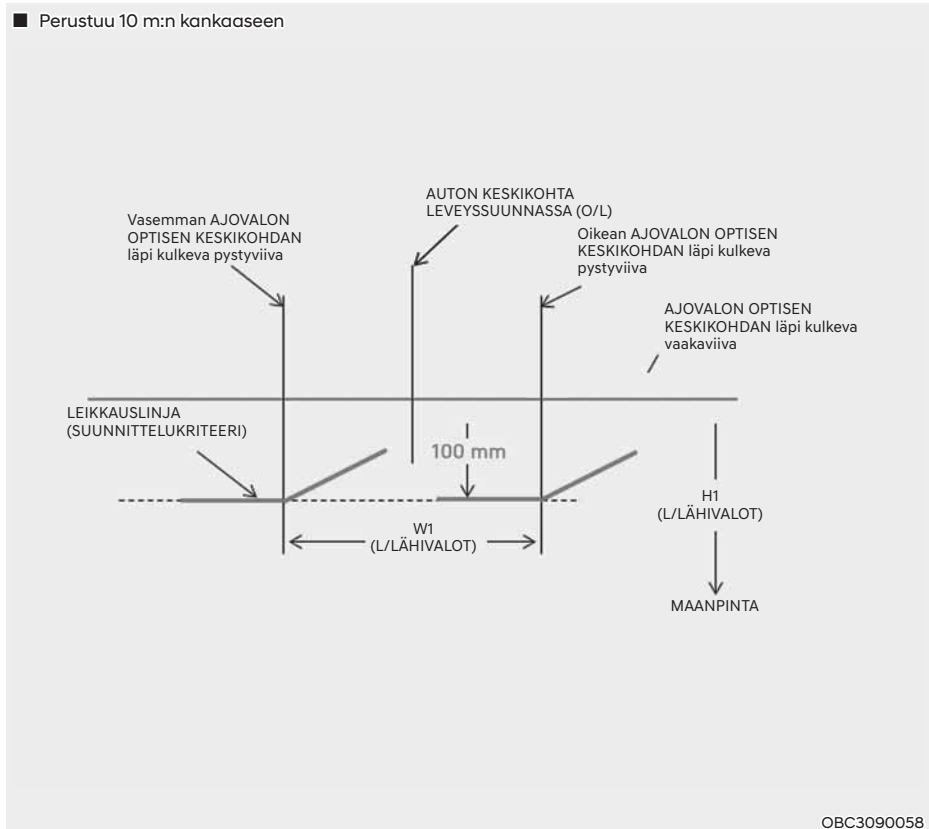 ■ Perustuu 10 m:n kankaaseen
AUTON KESKIKOHTA
LEVEYSSUUNNASSA (O/L)
Vasemman AJOVALON
OPTISEN KESKIKOHDAN
läpi kulkeva pystyviiva
Oikean AJOVALON OPTISEN
KESKIKOHDAN läpi kulkeva
pystyviiva
AJOVALON OPTISEN
KESKIKOHDAN läpi kulkeva
vaakaviiva
LEIKKAUSLINJA
(SUUNNITTELUKRITEERI)
100 mm
H1
(L/LÄHIVALOT)
W1
(L/LÄHIVALOT)
MAANPINTA
OBC3090058